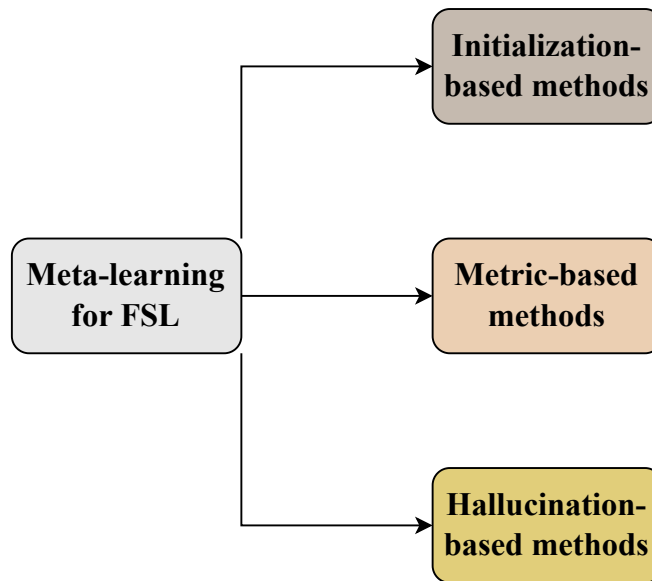 Initialization-
based methods
Meta-learning
for FSL
Metric-based
methods
Hallucination-
based methods